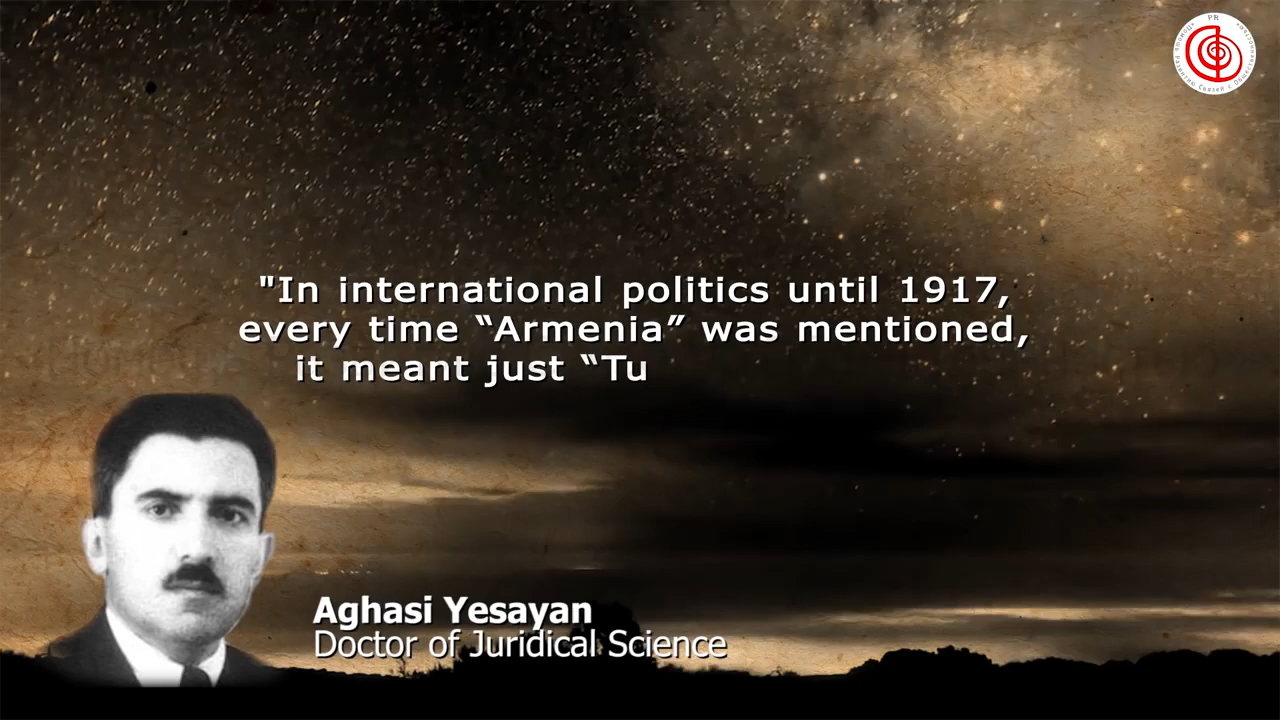 PR
"In international politics until 1917,
every time “Armenia” was mentioned,
it meant just “Tu
Aghasi Yesayan
Doctor of Juridical Science